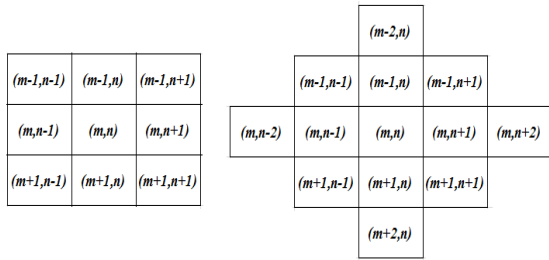 (m-1,n-1) (m-1,n) (m-1,n+1)
(m,n-1) (m,n) (m,n+1)
(m+1,n-1) (m+1,n) (m+1,n+1)
(m-2,n)
(m-1,n-1) (m-1,n) (m-1,n+1)
(m,n-2) (m,n-1) (m,n) (m,n+1) (m,n+2)
(m+1,n-1) (m+1,n) (m+1,n+1)
(m+2,n)